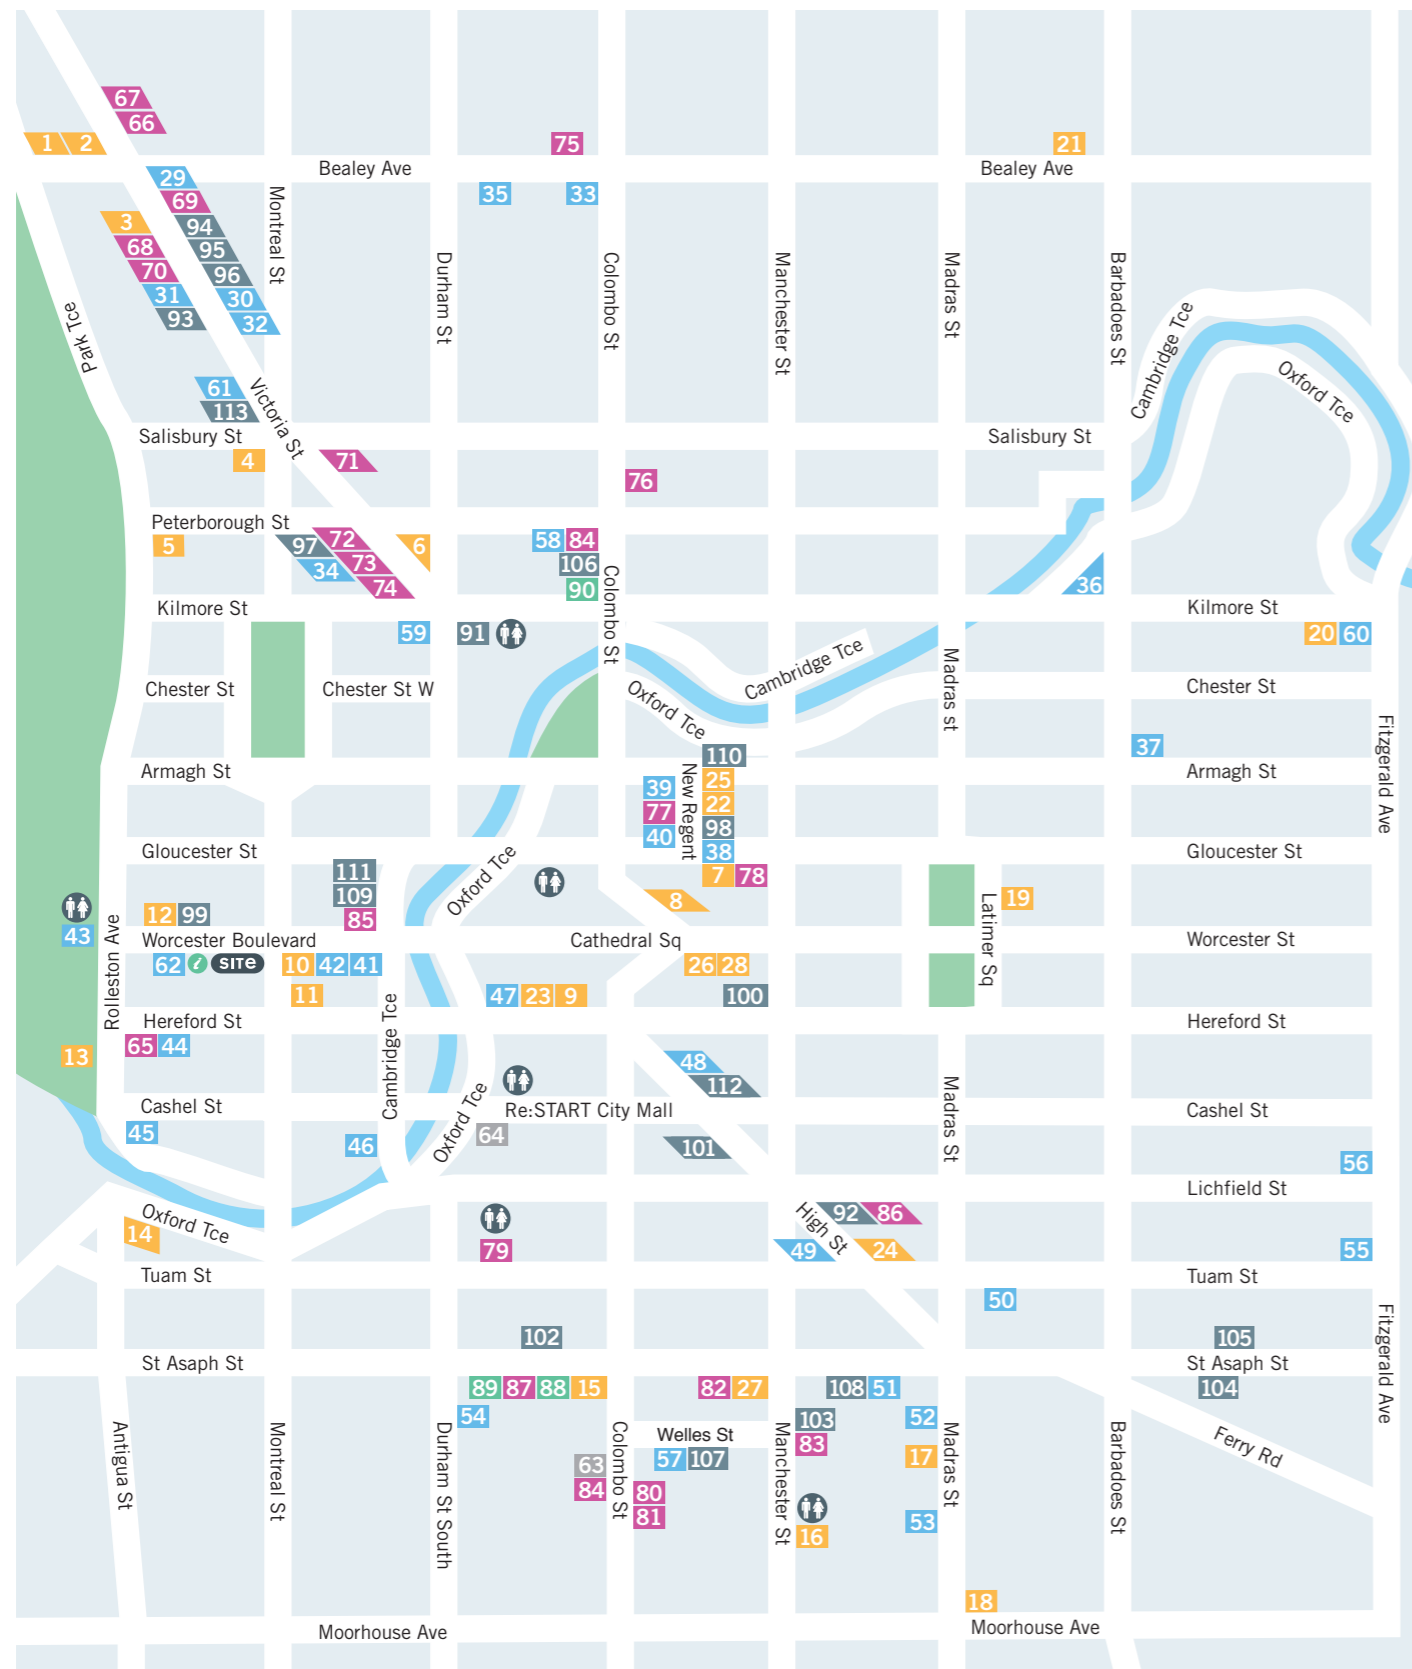 67
66
1 2
75
21
Bealey Ave
Bealey Ave
29
35
33
69
3
94
68
95
70
96
31
30
93
32
Montreal St
Durham St
Colombo St
Manchester St
Madras St
Barbadoes St
Park Tce
Cambridge Tce
Oxford Tce
61
113
Victoria St
Salisbury St
Salisbury St
4
71
76
Peterborough St
5
97
72
6
58 84
34
73
106
74
90
36
Colombo St
Kilmore St
Kilmore St
59
91
20 60
Cambridge Tce
Chester St
Chester St W
Chester St
Oxford Tce
Madras st
37
110
Fitzgerald Ave
Armagh St
Armagh St
New Regent
39
25
77
22
40
98
38
Gloucester St
Gloucester St
111
7 78
109
Oxford Tce
8
19
85
12 99
Latimer Sq
43
Rolleston Ave
Worcester Boulevard
Cathedral Sq
Worcester St
62 i SITE
10 42 41
26 28
11
47 23 9
100
Cambridge Tce
Hereford St
Hereford St
13
65 44
48
112
Cashel St
Re:START City Mall
Cashel St
Oxford Tce
Madras St
45
46
64
101
56
Lichfield St
Oxford Tce
14
79
High St
92 86
49
24
55
Tuam St
Tuam St
50
Fitzgerald Ave
102
105
St Asaph St
St Asaph St
89 87 88 15
82 27
108 51
104
54
103
52
Antigua St
Montreal St
Durham St South
Colombo St
Welles St
Manchester St
83
Madras St
Barbadoes St
Ferry Rd
63
57 107
17
84
80
81
16
53
18
Moorhouse Ave
Moorhouse Ave